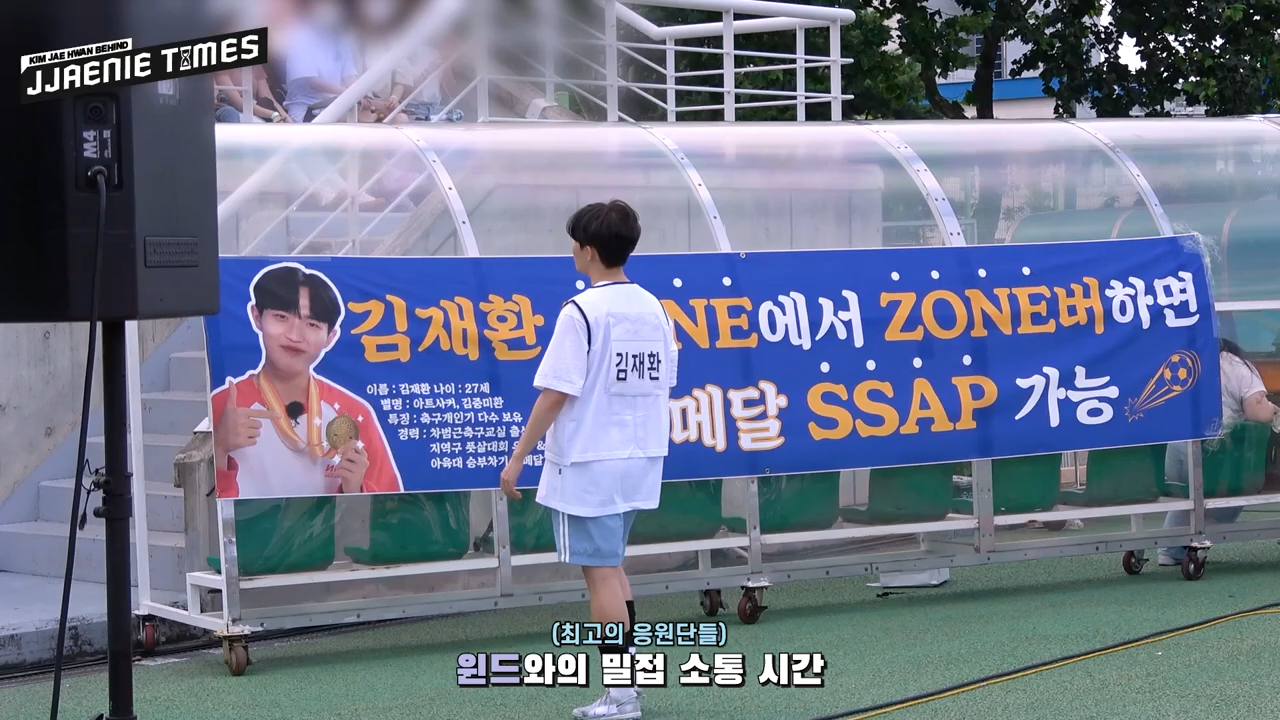 KIM JAE HWAN BEHIND
JJAENIE TIMES
M4
김재환 NE에서 ZONE버하면
메달 SSAP 가능
이름 : 김재환 나이 : 27세
별명 : 아트사커, 김중미환
특징 : 축구개인기 다수 보유
경력 : 차범근축구교실 출신
지역구 풋살대회 &
아육대 승부차기 메달
김재환
(최고의 응원단들)
윈드와의 밀접 소통 시간